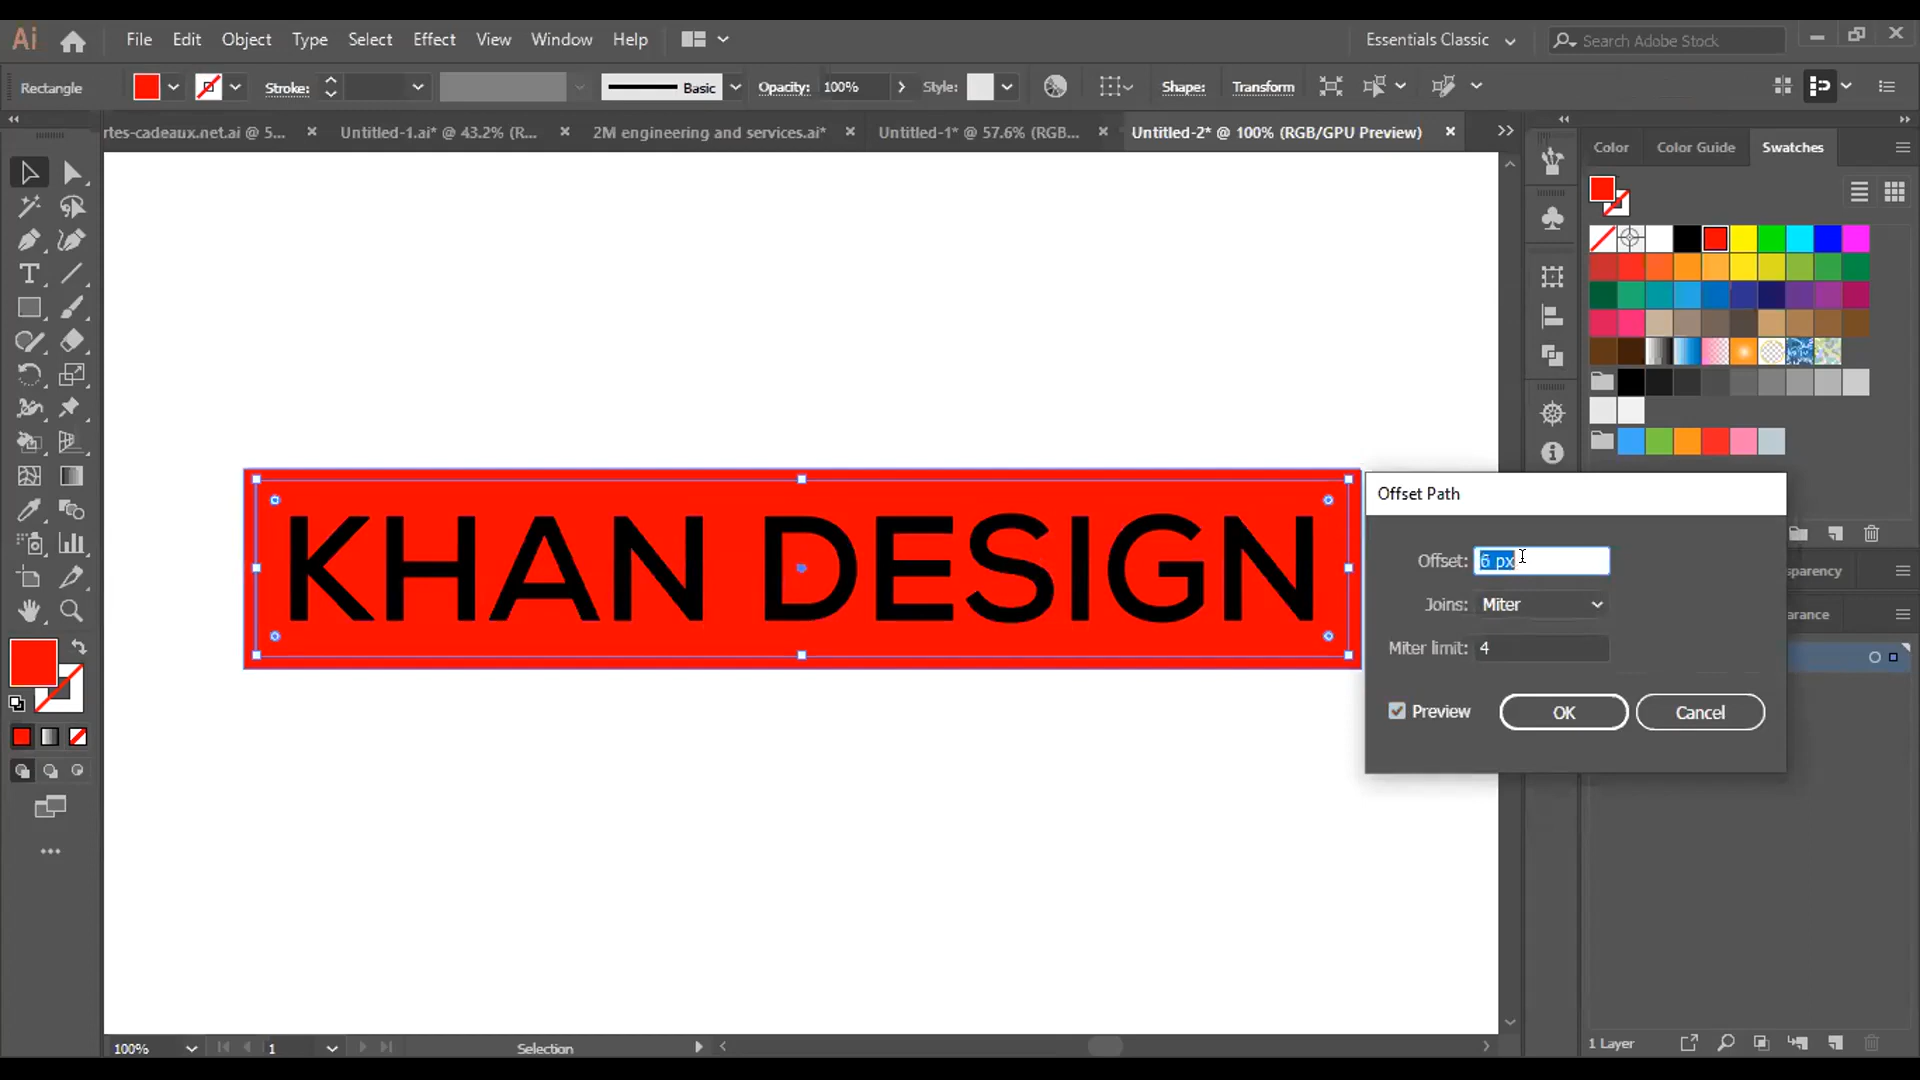 Ai File Edit Object Type Select Effect View Window Help Essentials Classic Search Adobe Stock
Rectangle Stroke: Basic Opacity: 100% Style: Shape: Transform
rtes-cadeaux.net.ai @ 5... Untitled-1.ai* @ 43.2% (R... 2M engineering and services.ai* Untitled-1* @ 57.6% (RGB... Untitled-2* @ 100% (RGB/GPU Preview)
Color Color Guide Swatches
KHAN DESIGN
Offset Path
Offset: 6 px
Joins: Miter
Miter limit: 4
Preview OK Cancel
sparency
arance
100% 1 Selection
1 Layer